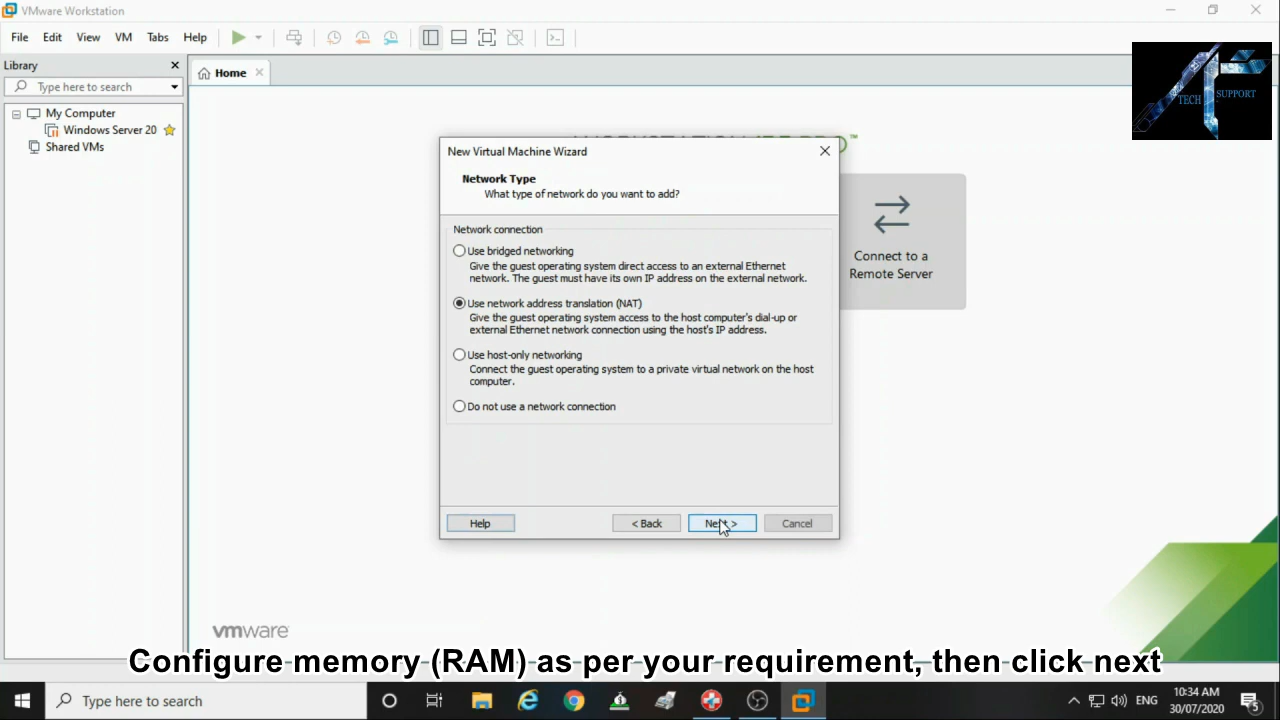 VMware Workstation
File Edit View VM Tabs Help
Library
Type here to search
My Computer
Windows Server 20
Shared VMs
Home
TECH SUPPORT
™
Connect to a
Remote Server
New Virtual Machine Wizard
Network Type
What type of network do you want to add?
Network connection
Use bridged networking
Give the guest operating system direct access to an external Ethernet
network. The guest must have its own IP address on the external network.
Use network address translation (NAT)
Give the guest operating system access to the host computer's dial-up or
external Ethernet network connection using the host's IP address.
Use host-only networking
Connect the guest operating system to a private virtual network on the host
computer.
Do not use a network connection
Help < Back Next > Cancel
vmware
Configure memory (RAM) as per your requirement, then click next
Type here to search
ENG
10:34 AM
30/07/2020
5